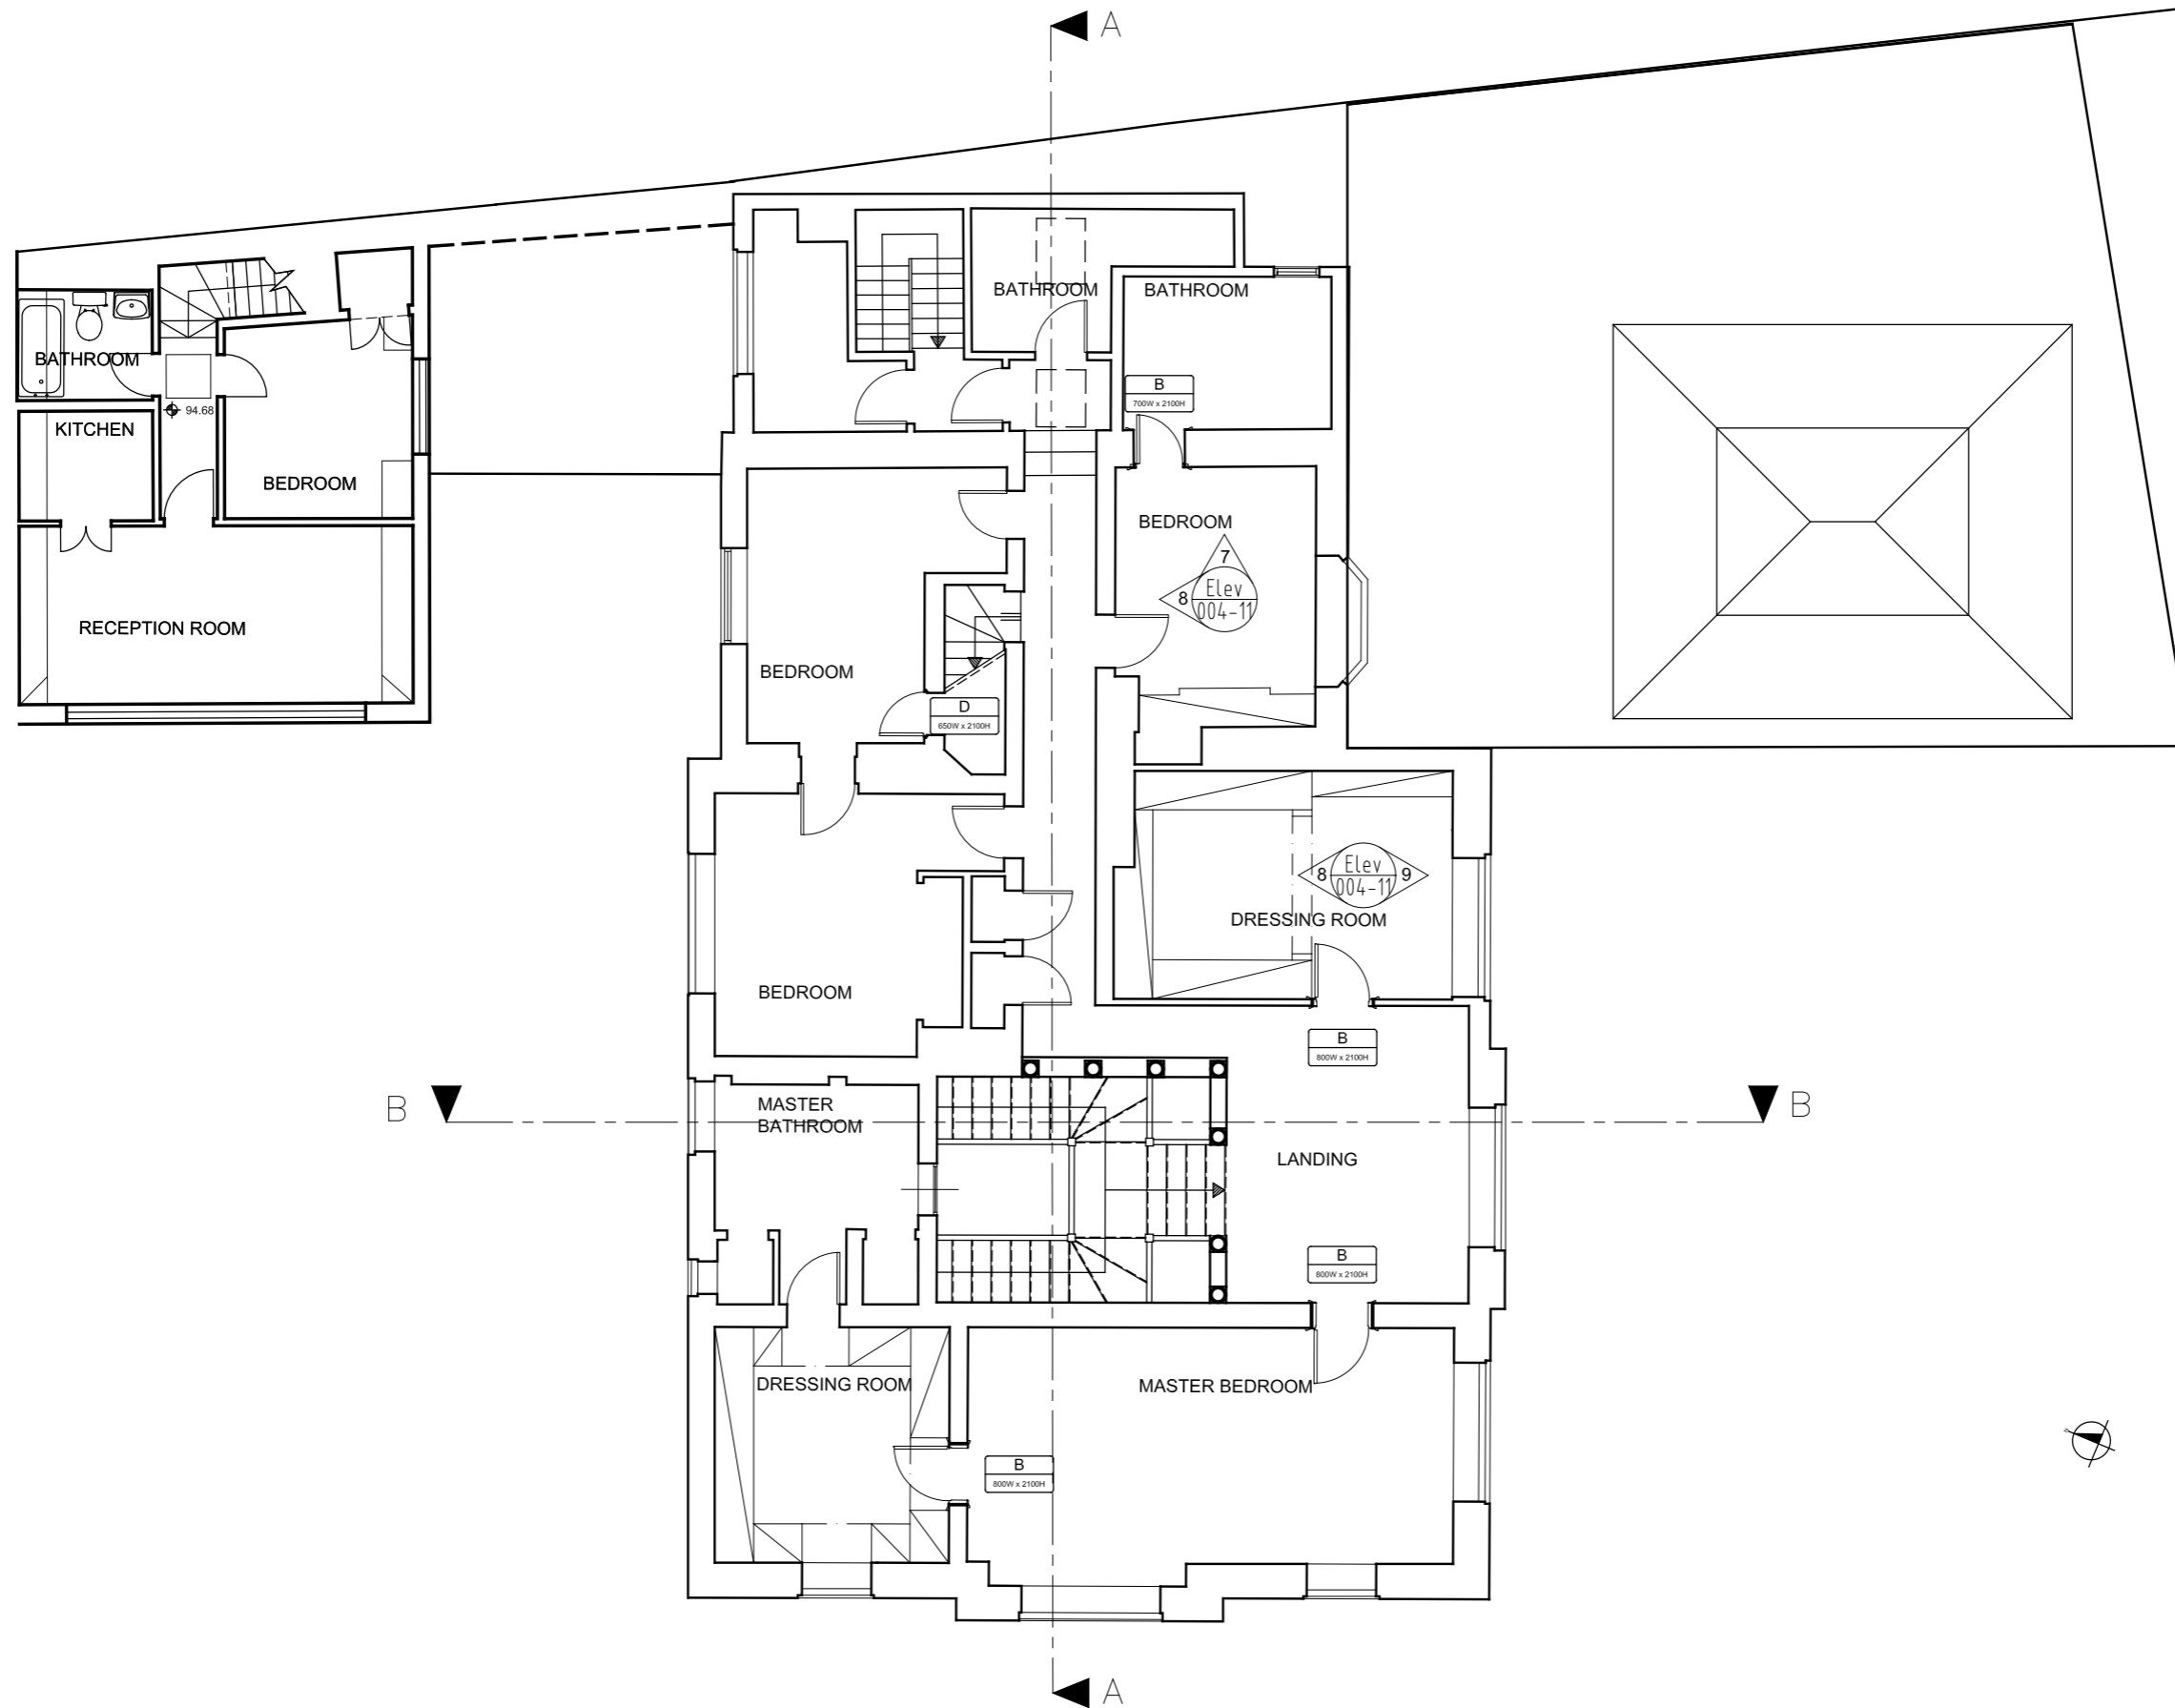 A
BATHROOM
BATHROOM
BATHROOM
B
700W x 2100H
94.68
KITCHEN
BEDROOM
BEDROOM
7
8
Elev
004-11
RECEPTION ROOM
BEDROOM
D
650W x 2100H
8
Elev
004-11
9
DRESSING ROOM
BEDROOM
B
800W x 2100H
B
MASTER
BATHROOM
B
LANDING
B
800W x 2100H
DRESSING ROOM
MASTER BEDROOM
B
800W x 2100H
A